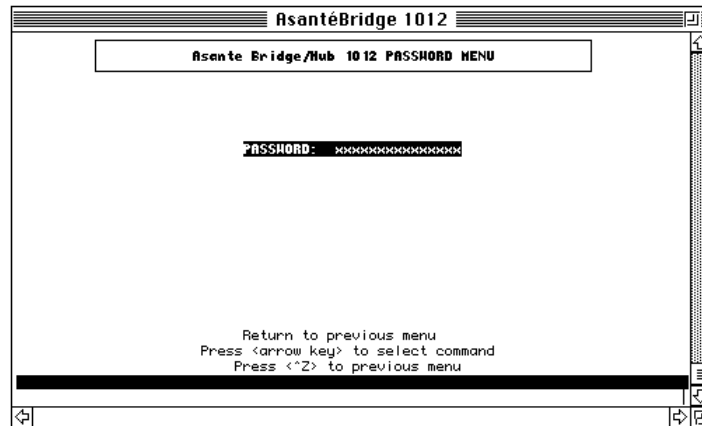 AsantéBridge 1012
Asante Bridge/Hub 1012 PASSWORD MENU
PASSWORD: xxxxxxxxxxxxxxx
Return to previous menu
Press <arrow key> to select command
Press <^Z> to previous menu